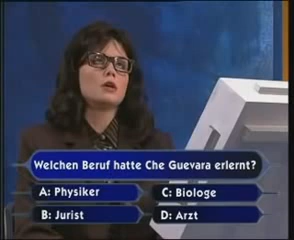 Welchen Beruf hatte Che Guevara erlernt?
A: Physiker
C: Biologe
B: Jurist
D: Arzt